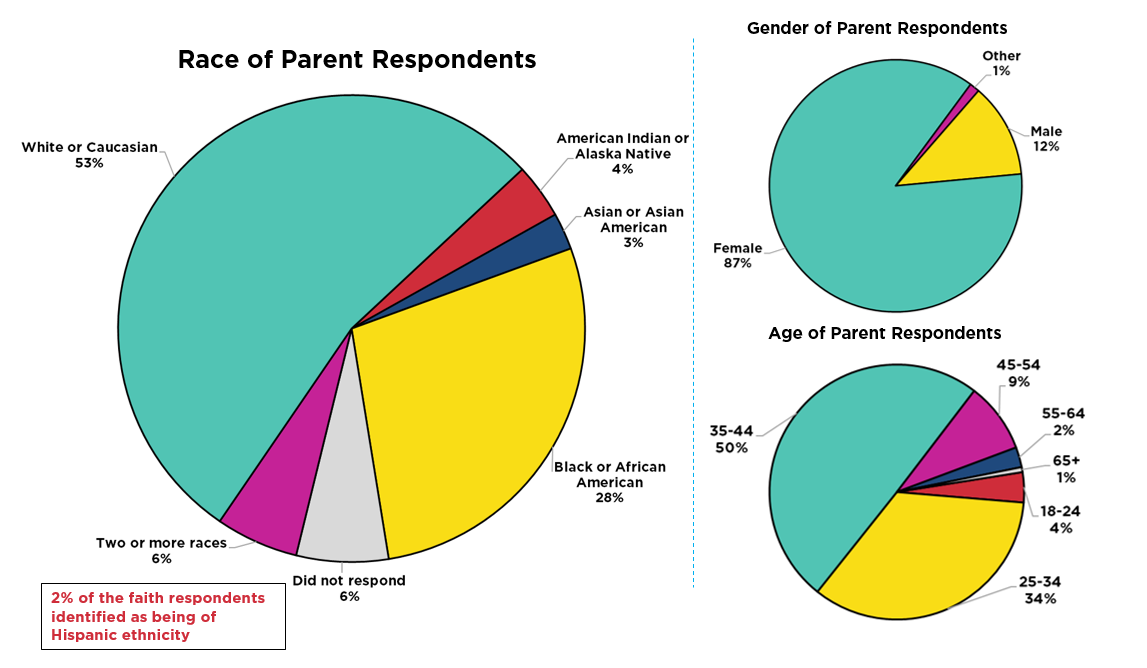 Race of Parent Respondents
White or Caucasian
53%
American Indian or
Alaska Native
4%
Asian or Asian
American
3%
Black or African
American
28%
Did not respond
6%
Two or more races
6%
2% of the faith respondents
identified as being of
Hispanic ethnicity
Gender of Parent Respondents
Other
1%
Male
12%
Female
87%
Age of Parent Respondents
45-54
9%
55-64
2%
65+
1%
18-24
4%
25-34
34%
35-44
50%